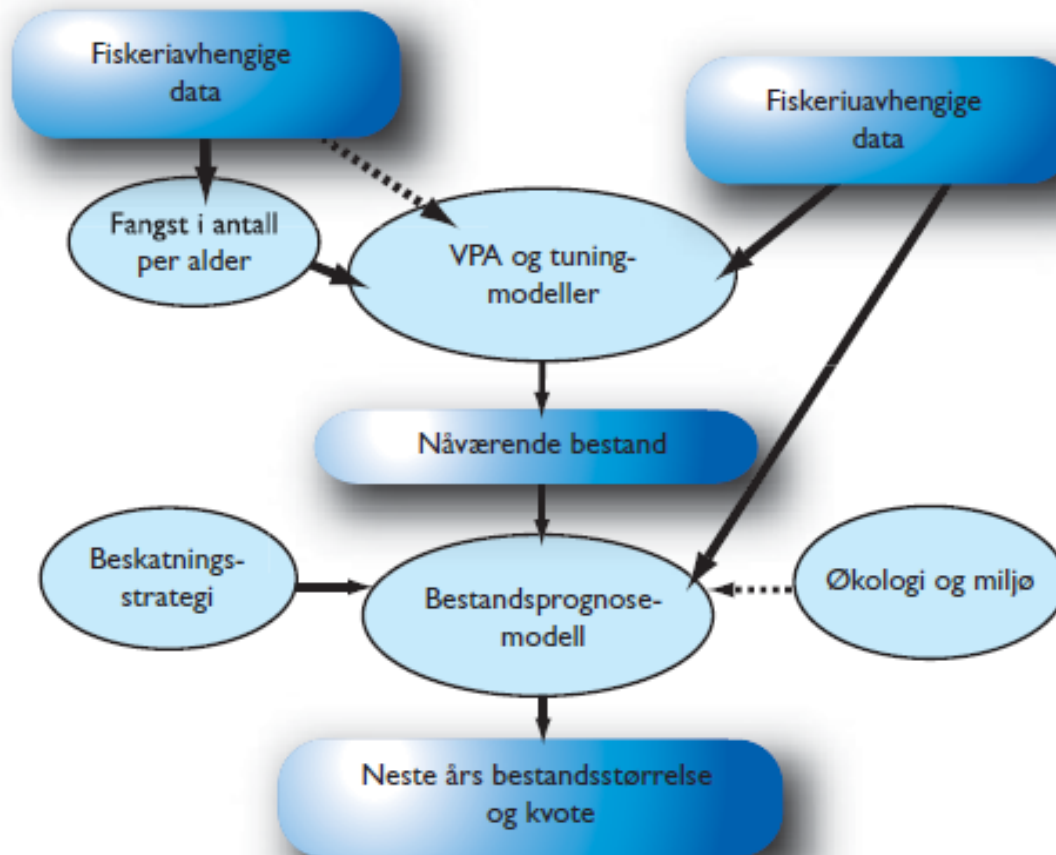 Fiskeriavhengige
data
Fiskeriuavhengige
data
Fangst i antall
per alder
VPA og tuning-
modeller
Nåværende bestand
Beskatnings-
strategi
Bestandsprognose-
modell
Økologi og miljø
Neste års bestandsstørrelse
og kvote